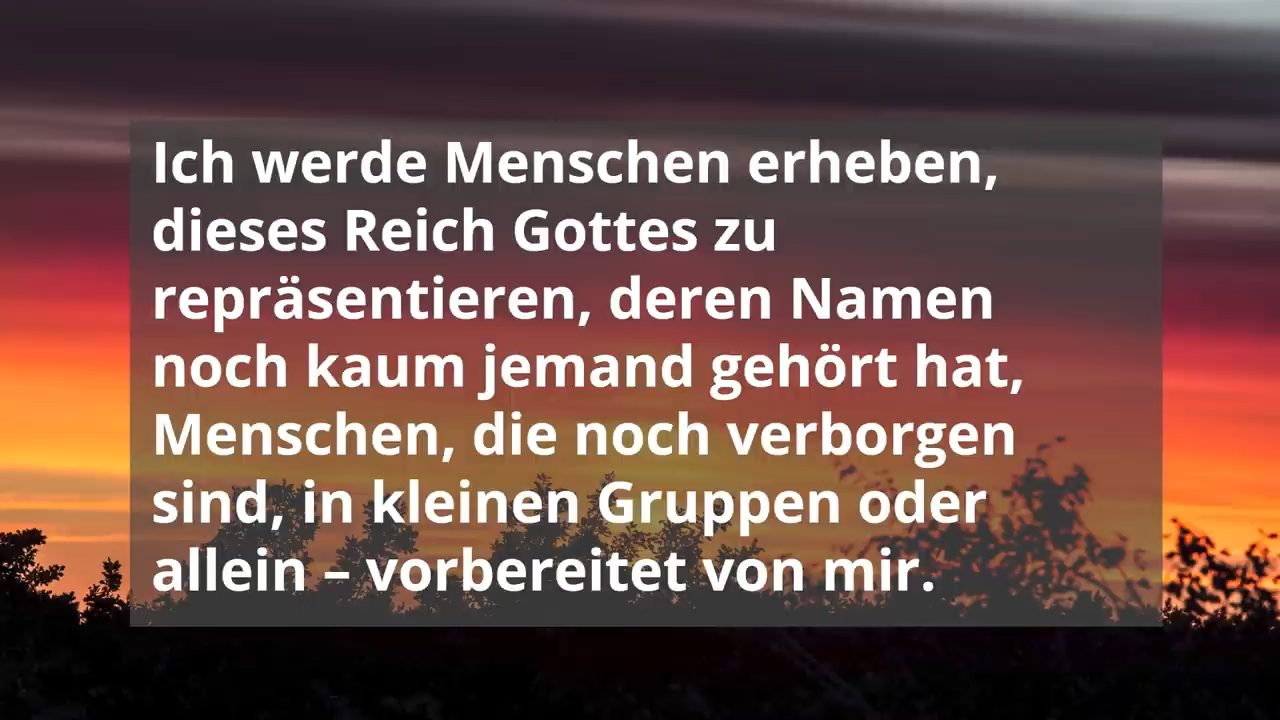 Ich werde Menschen erheben,
dieses Reich Gottes zu
repräsentieren, deren Namen
noch kaum jemand gehört hat,
Menschen, die noch verborgen
sind, in kleinen Gruppen oder
allein – vorbereitet von mir.